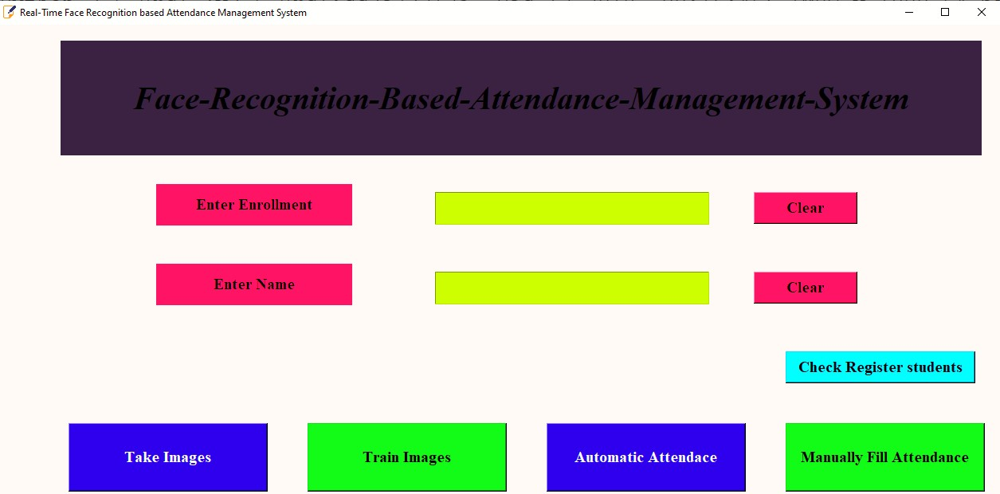 Real-Time Face Recognition based Attendance Management System
Face-Recognition-Based-Attendance-Management-System
Enter Enrollment
Clear
Enter Name
Clear
Check Register students
Take Images
Train Images
Automatic Attendace
Manually Fill Attendance